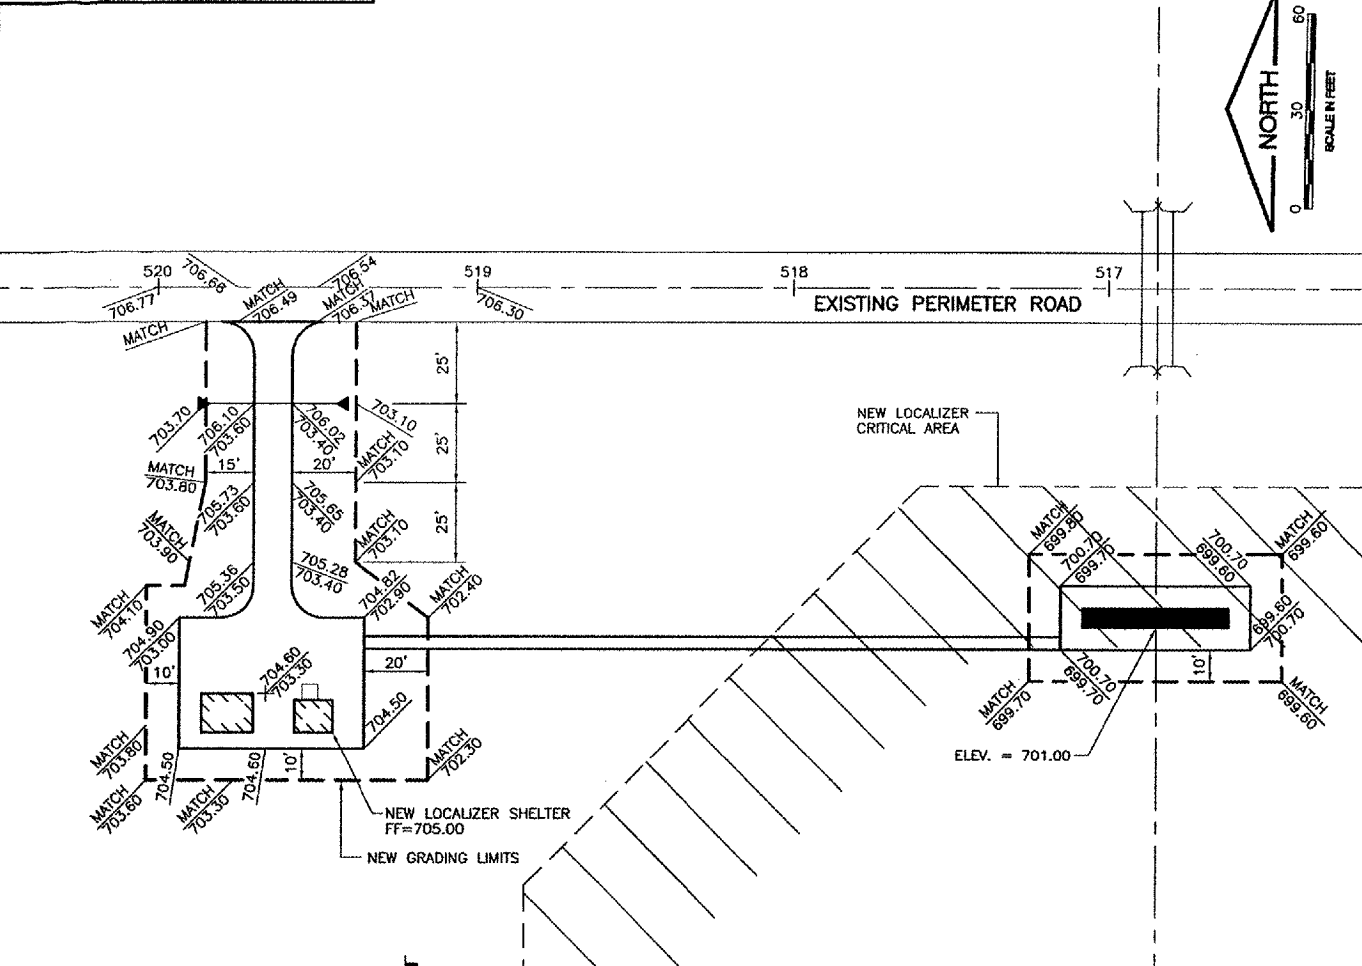 60
NORTH
30
SCALE IN FEET
0
520
706.66
706.54
519
518
517
706.77
MATCH
706.49
MATCH
706.37
MATCH
706.30
EXISTING PERIMETER ROAD
MATCH
25'
703.70
706.10
703.60
706.02
703.40
703.10
NEW LOCALIZER
CRITICAL AREA
25'
MATCH
703.10
MATCH
703.80
15'
20'
705.73
703.60
705.65
703.40
25'
MATCH
703.90
MATCH
703.10
MATCH
699.80
700.70
699.70
700.70
699.60
MATCH
699.60
705.36
703.50
705.28
703.40
704.82
702.90
MATCH
702.40
MATCH
704.10
704.90
703.00
699.60
700.70
10'
704.60
703.30
20'
700.70
699.70
10'
MATCH
699.70
MATCH
699.60
704.50
MATCH
703.80
704.50
704.60
10'
MATCH
702.30
ELEV. = 701.00
MATCH
703.60
MATCH
703.30
NEW LOCALIZER SHELTER
FF=705.00
NEW GRADING LIMITS